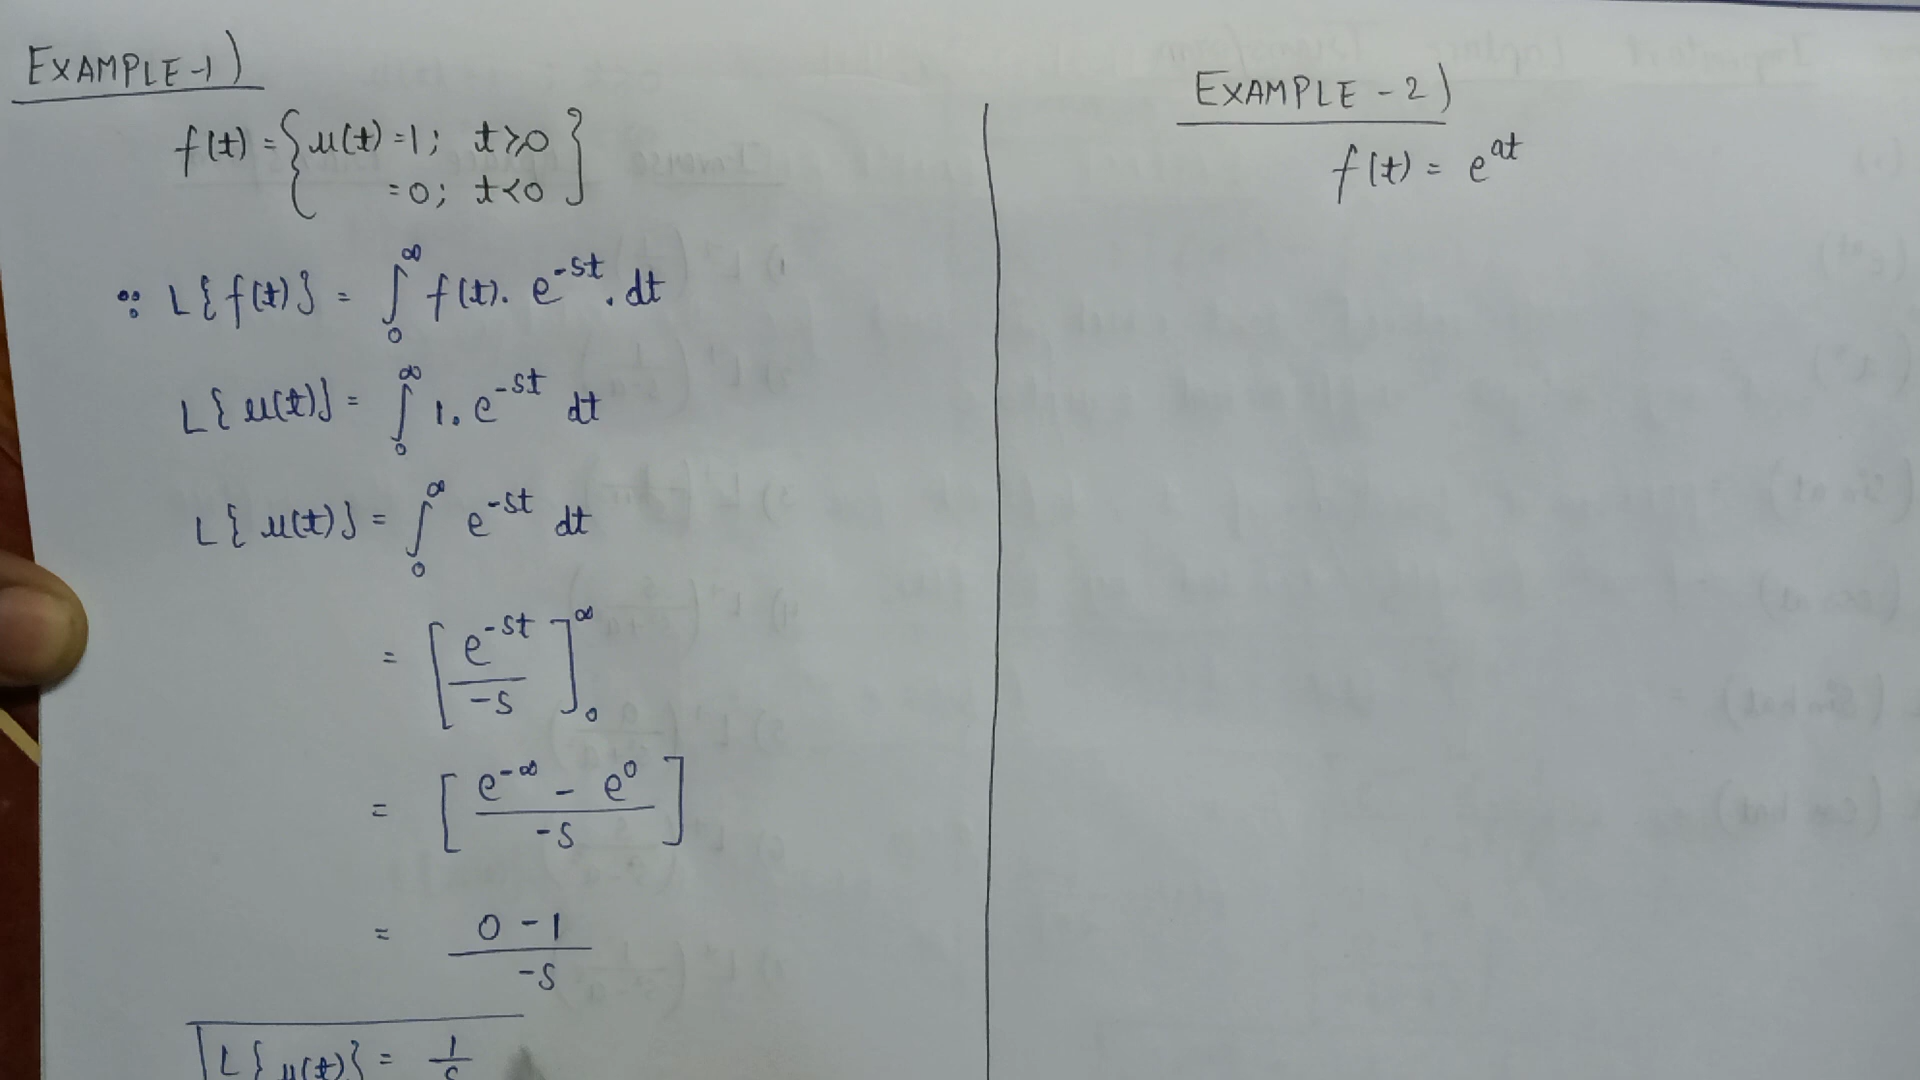 EXAMPLE-1)
f(t) = { u(t) = 1; t≥0
= 0; t<0 }
∵ L{f(t)} = ∫₀^∞ f(t). e^-st . dt
L{u(t)} = ∫₀^∞ 1. e^-st dt
L{u(t)} = ∫₀^∞ e^-st dt
= [e^-st / -s]₀^∞
= [e^-∞ - e^0 / -s]
= 0 - 1 / -s
L{u(t)} = 1/s
EXAMPLE - 2)
f(t) = e^at